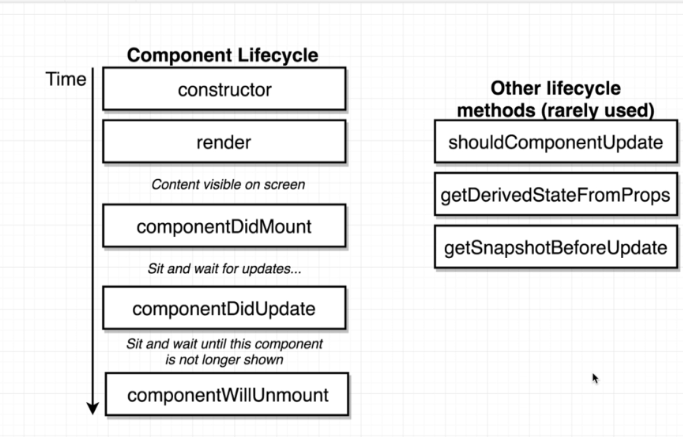 Component Lifecycle
Time
constructor
render
Content visible on screen
componentDidMount
Sit and wait for updates...
componentDidUpdate
Sit and wait until this component
is not longer shown
componentWillUnmount
Other lifecycle
methods (rarely used)
shouldComponentUpdate
getDerivedStateFromProps
getSnapshotBeforeUpdate